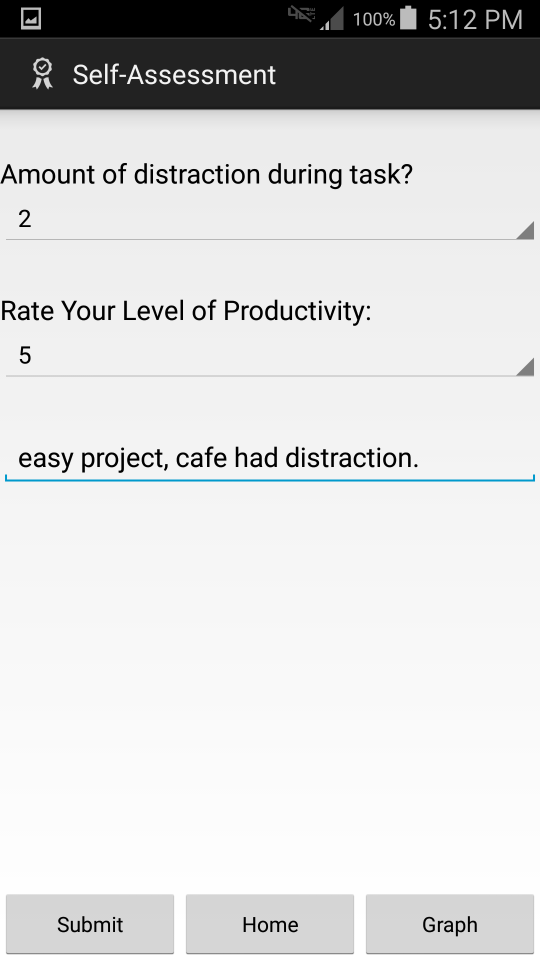 100% 5:12 PM
Self-Assessment
Amount of distraction during task?
2
Rate Your Level of Productivity:
5
easy project, cafe had distraction.
Submit Home Graph